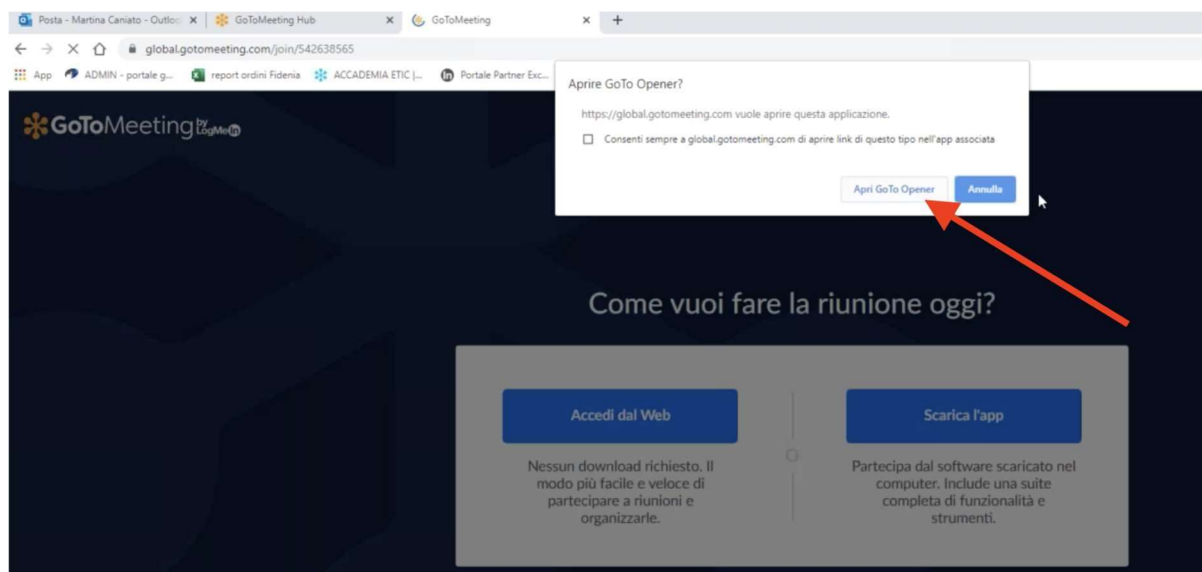 Posta - Martina Caniato - Outloo
GoToMeeting Hub
GoToMeeting
global.gotomeeting.com/join/542638565
App
ADMIN - portale g...
report ordini Fidenia
ACCADEMIA ETIC |...
Portale Partner Exc...
Aprire GoTo Opener?
https://global.gotomeeting.com vuole aprire questa applicazione.
Consenti sempre a global.gotomeeting.com di aprire link di questo tipo nell'app associata
Apri GoTo Opener
Annulla
GoToMeeting by LogMeIn
Come vuoi fare la riunione oggi?
Accedi dal Web
Nessun download richiesto. Il
modo più facile e veloce di
partecipare a riunioni e
organizzarle.
Scarica l'app
Partecipa dal software scaricato nel
computer. Include una suite
completa di funzionalità e
strumenti.